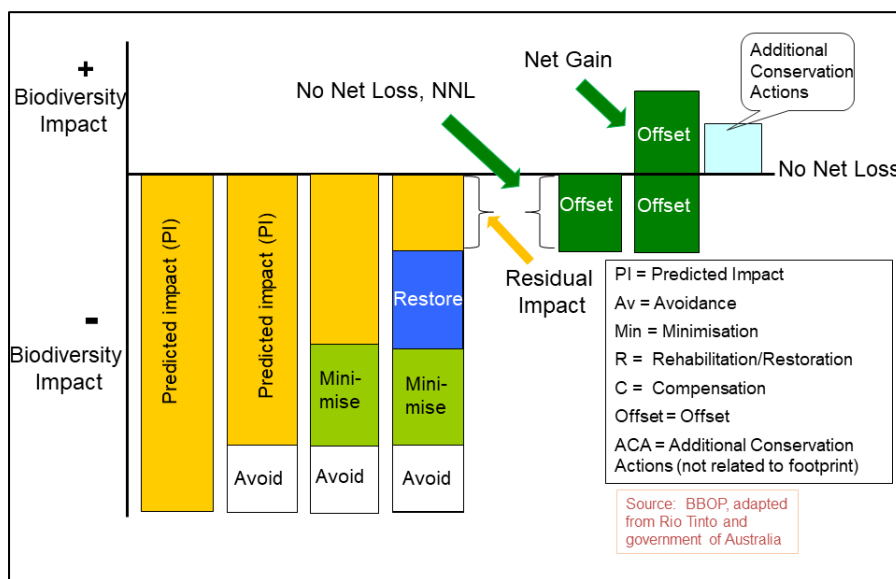 +
Biodiversity
Impact
-
Biodiversity
Impact
Predicted impact (PI)
Predicted impact (PI)
Avoid
Mini-
mise
Avoid
Restore
Mini-
mise
Avoid
No Net Loss, NNL
Residual
Impact
Offset
Net Gain
Offset
Offset
Additional
Conservation
Actions
No Net Loss
PI = Predicted Impact
Av = Avoidance
Min = Minimisation
R = Rehabilitation/Restoration
C = Compensation
Offset = Offset
ACA = Additional Conservation
Actions (not related to footprint)
Source: BBOP, adapted
from Rio Tinto and
government of Australia